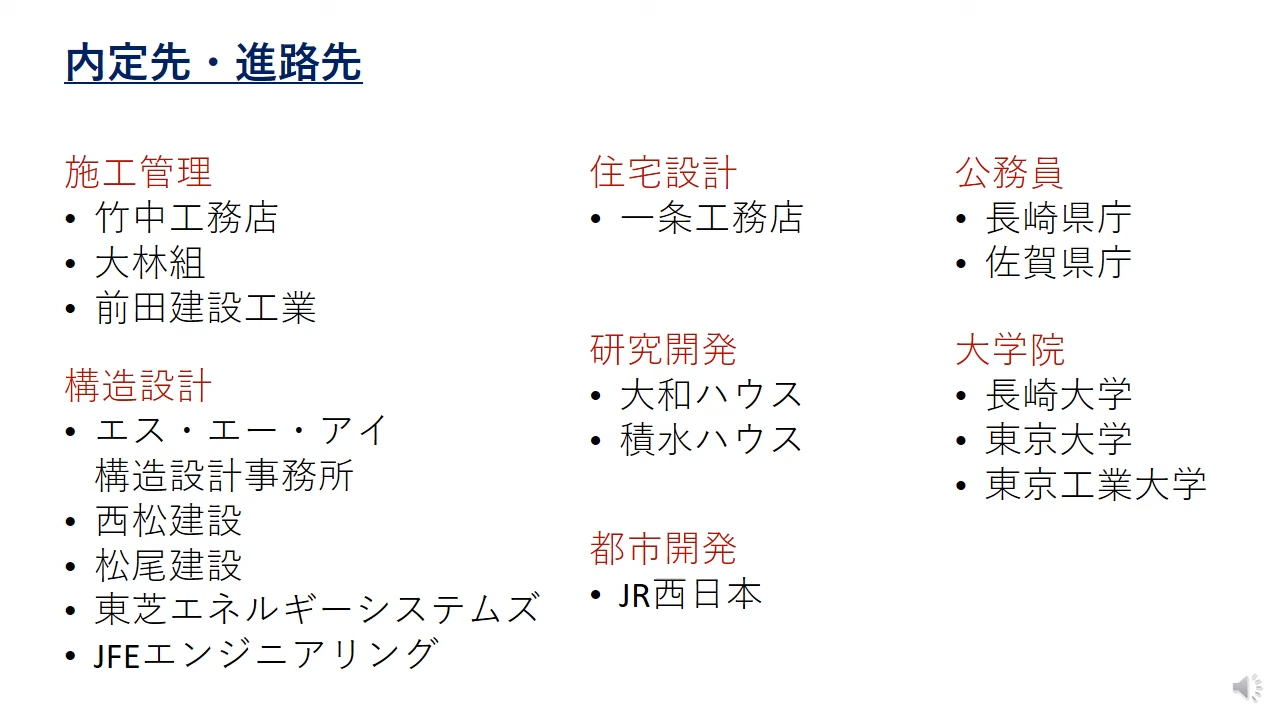 内定先・進路先
施工管理
• 竹中工務店
• 大林組
• 前田建設工業
構造設計
• エス・エー・アイ
構造設計事務所
• 西松建設
• 松尾建設
• 東芝エネルギーシステムズ
• JFEエンジニアリング
住宅設計
• 一条工務店
研究開発
• 大和ハウス
• 積水ハウス
都市開発
• JR西日本
公務員
• 長崎県庁
• 佐賀県庁
大学院
• 長崎大学
• 東京大学
• 東京工業大学